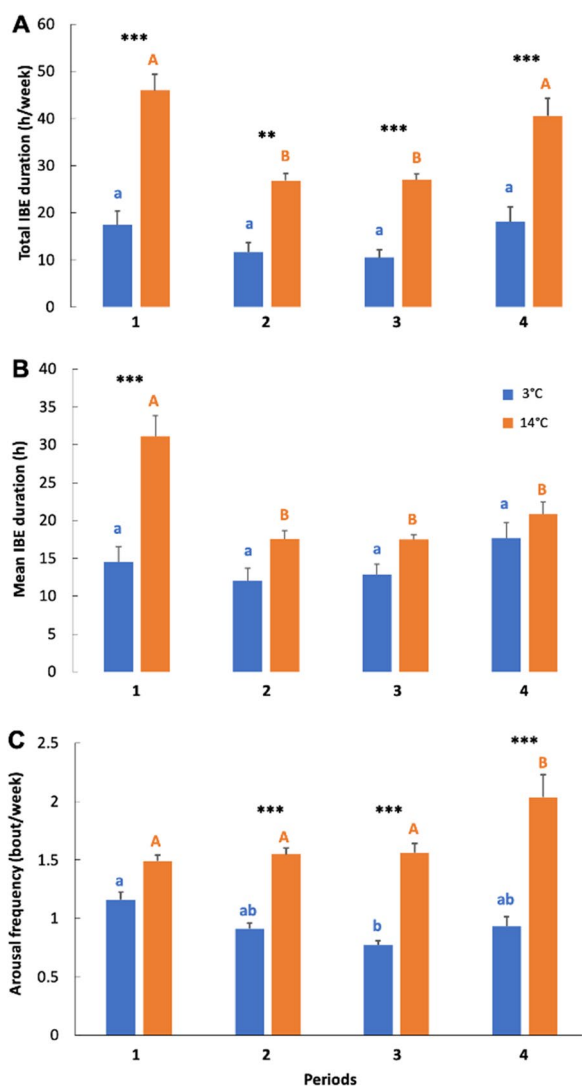 A
Total IBE duration (h/week)
60
50
40
30
20
10
0
***
**
***
***
a
A
a
B
a
B
a
A
1
2
3
4
B
Mean IBE duration (h)
40
35
30
25
20
15
10
5
0
***
3°C
14°C
a
A
a
B
a
B
a
B
1
2
3
4
C
Arousal frequency (bout/week)
2.5
2
1.5
1
0.5
0
***
***
***
a
A
ab
A
b
A
ab
B
1
2
3
4
Periods